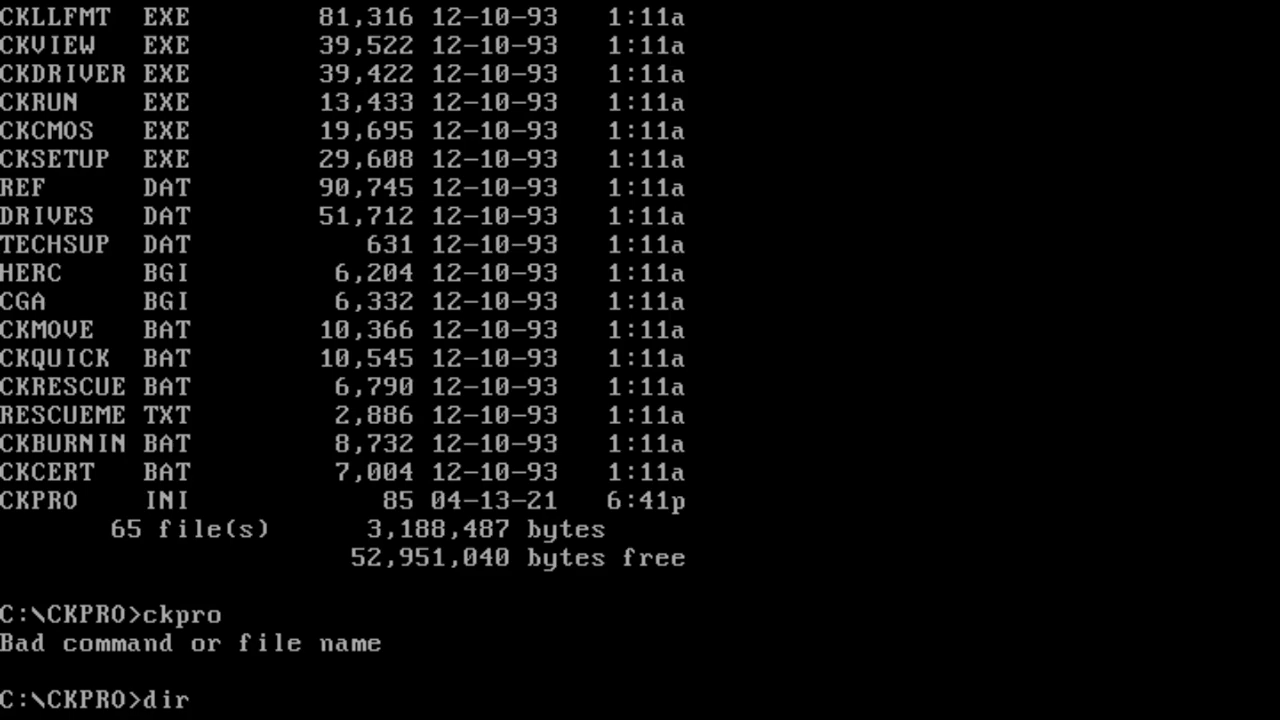 CKLLFMT  EXE        81,316 12-10-93   1:11a
CKVIEW   EXE        39,522 12-10-93   1:11a
CKDRIVER EXE        39,422 12-10-93   1:11a
CKRUN    EXE        13,433 12-10-93   1:11a
CKCMOS   EXE        19,695 12-10-93   1:11a
CKSETUP  EXE        29,608 12-10-93   1:11a
REF      DAT        90,745 12-10-93   1:11a
DRIVES   DAT        51,712 12-10-93   1:11a
TECHSUP  DAT           631 12-10-93   1:11a
HERC     BGI         6,204 12-10-93   1:11a
CGA      BGI         6,332 12-10-93   1:11a
CKMOVE   BAT        10,366 12-10-93   1:11a
CKQUICK  BAT        10,545 12-10-93   1:11a
CKRESCUE BAT         6,790 12-10-93   1:11a
RESCUEME TXT         2,886 12-10-93   1:11a
CKBURNIN BAT         8,732 12-10-93   1:11a
CKCERT   BAT         7,004 12-10-93   1:11a
CKPRO    INI            85 04-13-21   6:41p
       65 file(s)      3,188,487 bytes
                      52,951,040 bytes free
C:\CKPRO>ckpro
Bad command or file name
C:\CKPRO>dir